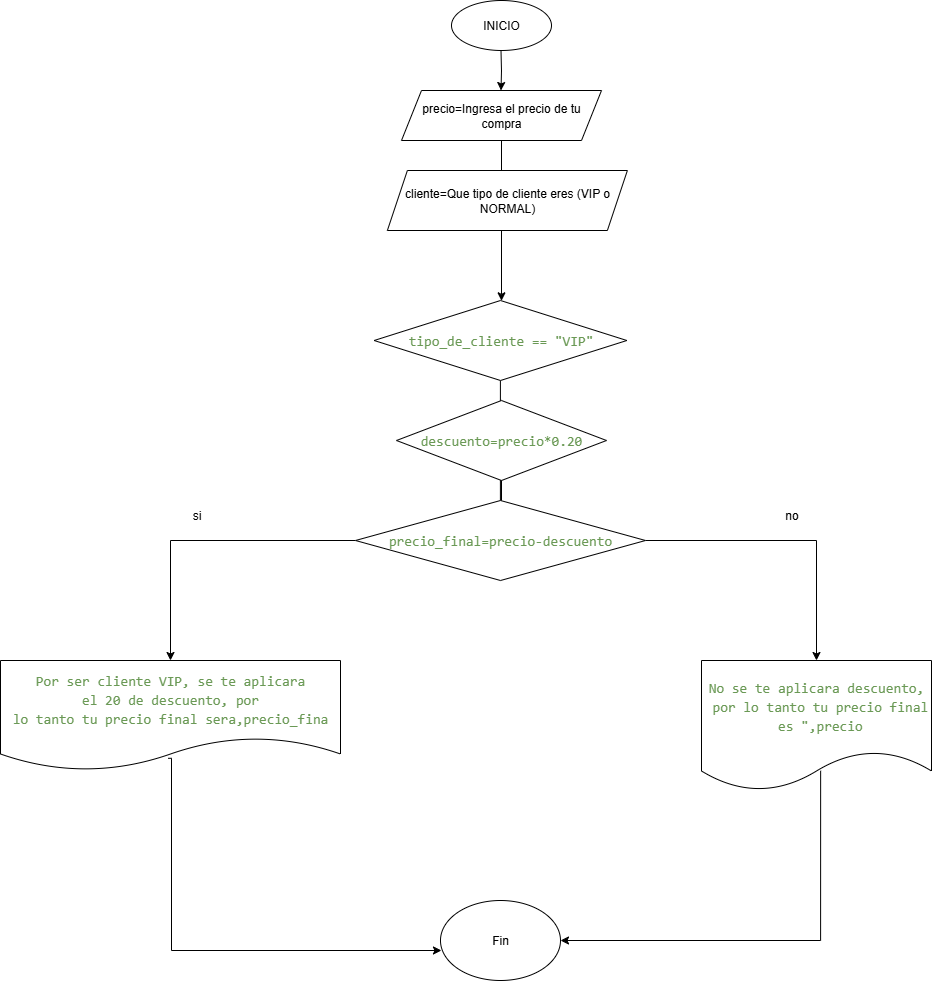 INICIO
precio=Ingresa el precio de tu
compra
cliente=Que tipo de cliente eres (VIP o
NORMAL)
tipo_de_cliente == "VIP"
descuento=precio*0.20
si
no
precio_final=precio-descuento
Por ser cliente VIP, se te aplicara
el 20 de descuento, por
lo tanto tu precio final sera,precio_fina
No se te aplicara descuento,
por lo tanto tu precio final
es ",precio
Fin